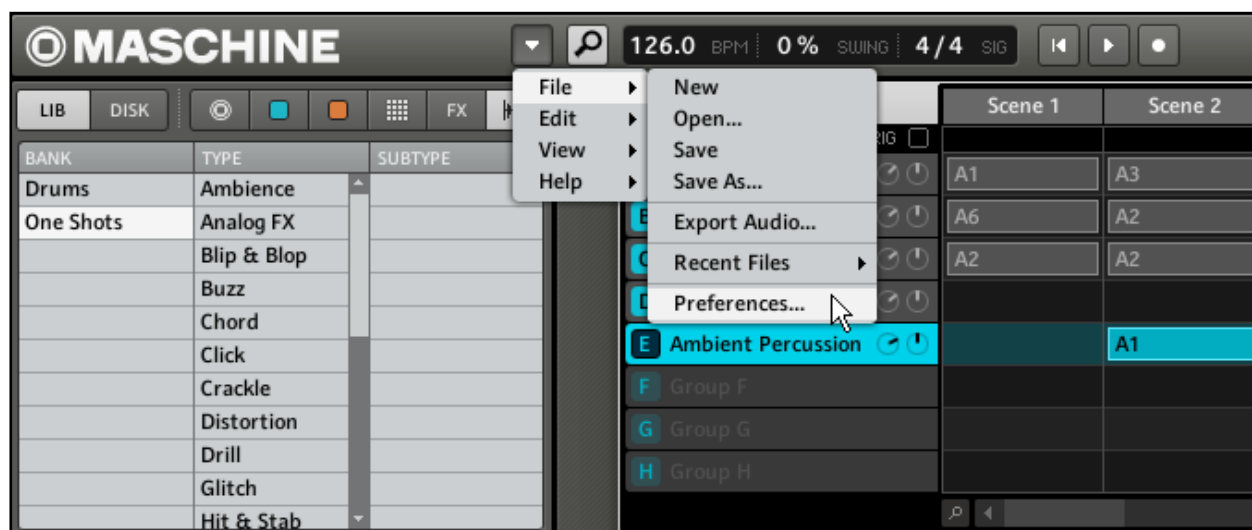 MASCHINE
126.0 BPM 0% SWING 4/4 SIG
LIB DISK FX
File
Edit
View
Help
New
Open...
Save
Save As...
Export Audio...
Recent Files
Preferences...
BANK TYPE SUBTYPE
Drums Ambience
One Shots Analog FX
Blip & Blop
Buzz
Chord
Click
Crackle
Distortion
Drill
Glitch
Hit & Stab
Scene 1 Scene 2
A1 A3
A6 A2
A2 A2
E Ambient Percussion A1
F Group F
G Group G
H Group H